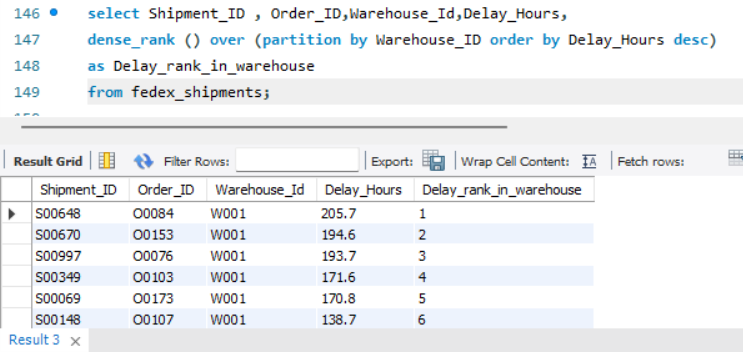 146 select Shipment_ID , Order_ID,Warehouse_Id,Delay_Hours,
147 dense_rank () over (partition by Warehouse_ID order by Delay_Hours desc)
148 as Delay_rank_in_warehouse
149 from fedex_shipments;
Result Grid Filter Rows: Export: Wrap Cell Content: Fetch rows:
Shipment_ID Order_ID Warehouse_Id Delay_Hours Delay_rank_in_warehouse
S00648 O0084 W001 205.7 1
S00670 O0153 W001 194.6 2
S00997 O0076 W001 193.7 3
S00349 O0103 W001 171.6 4
S00069 O0173 W001 170.8 5
S00148 O0107 W001 138.7 6
Result 3